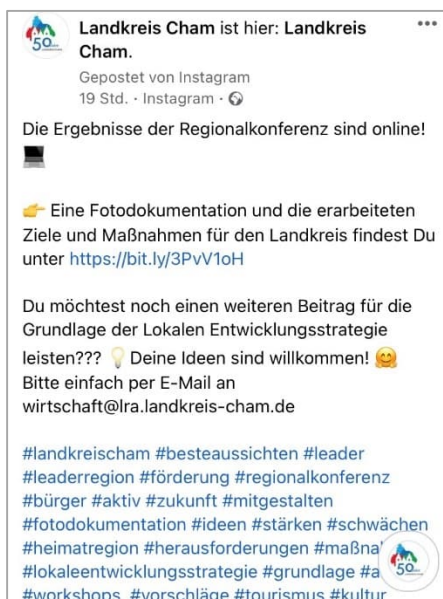 Landkreis Cham ist hier: Landkreis
Cham.
Gepostet von Instagram
19 Std. · Instagram ·
Die Ergebnisse der Regionalkonferenz sind online!
Eine Fotodokumentation und die erarbeiteten
Ziele und Maßnahmen für den Landkreis findest Du
unter https://bit.ly/3PvV1oH
Du möchtest noch einen weiteren Beitrag für die
Grundlage der Lokalen Entwicklungsstrategie
leisten??? Deine Ideen sind willkommen!
Bitte einfach per E-Mail an
wirtschaft@lra.landkreis-cham.de
#landkreischam #besteaussichten #leader
#leaderregion #förderung #regionalkonferenz
#bürger #aktiv #zukunft #mitgestalten
#fotodokumentation #ideen #stärken #schwächen
#heimatregion #herausforderungen
#lokaleentwicklungsstrategie #grundlage
#workshops #vorschläge #tourismus #kultur